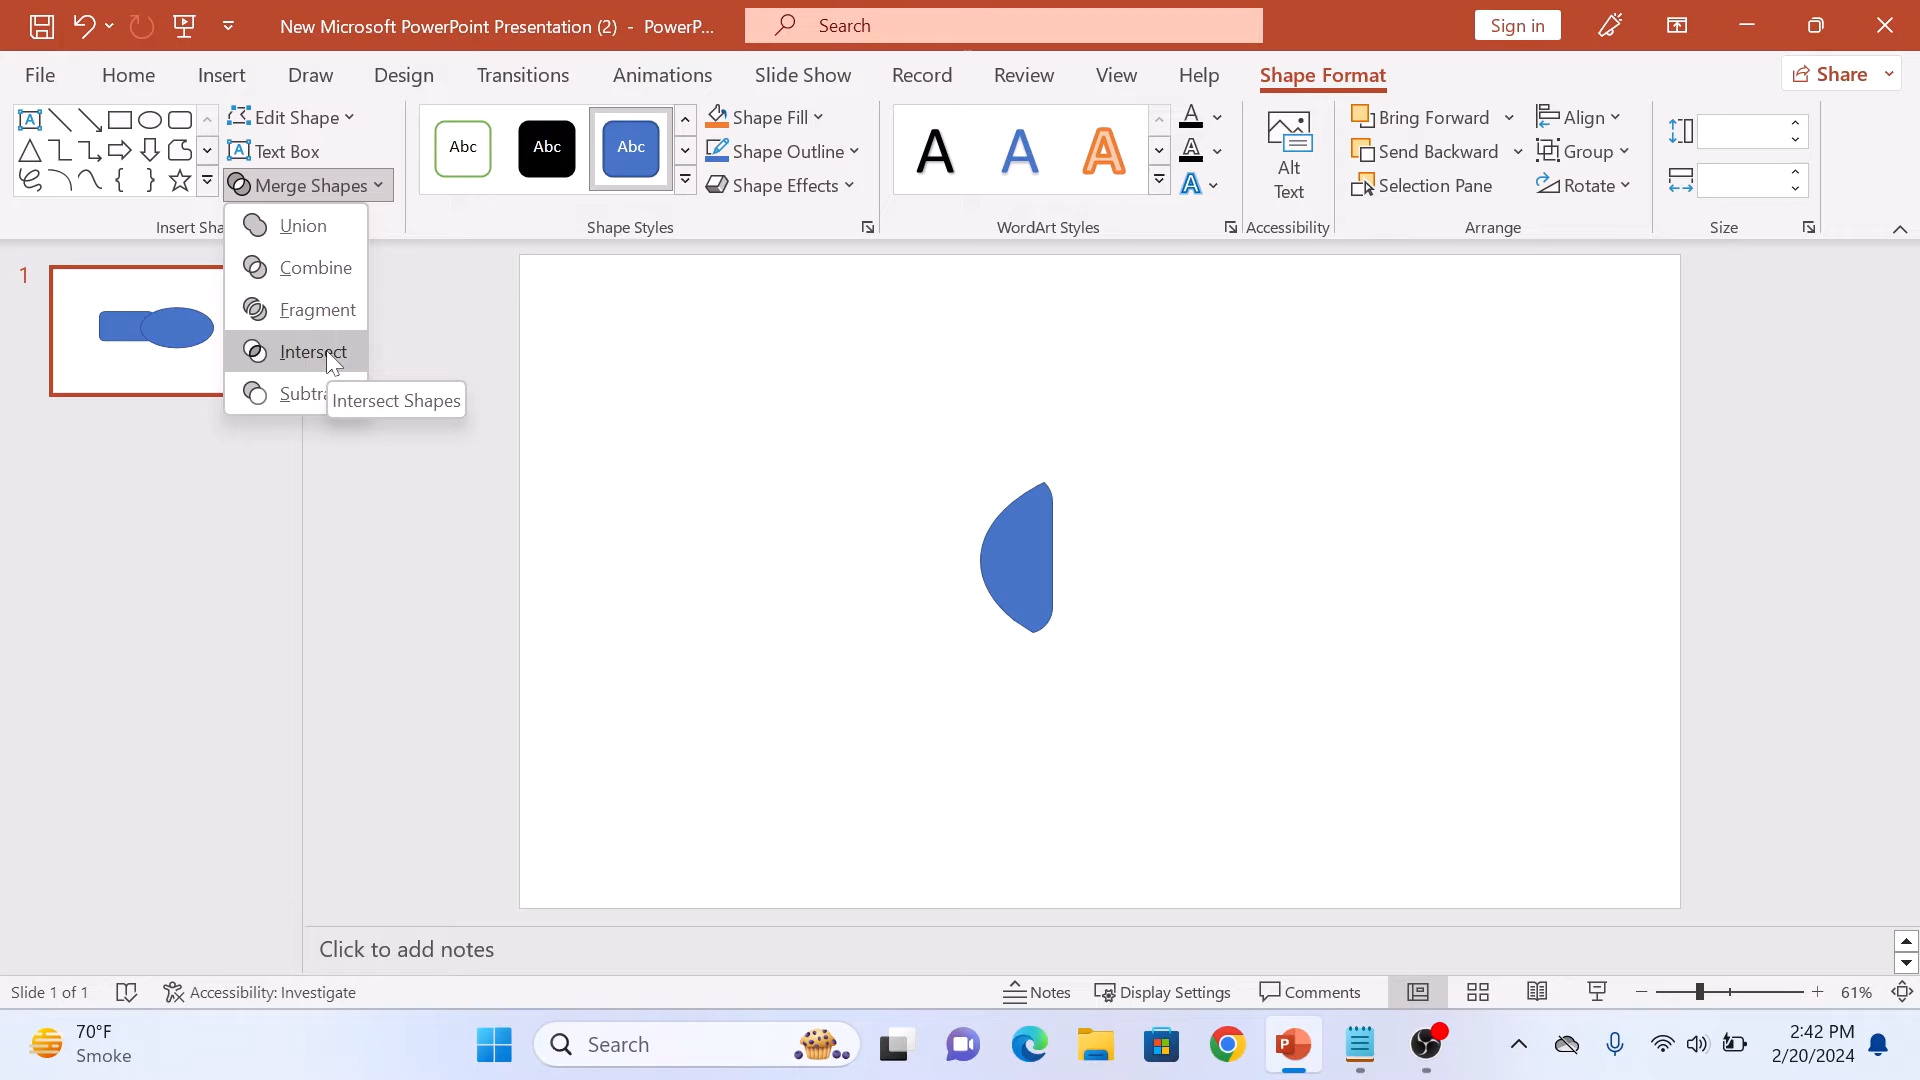 New Microsoft PowerPoint Presentation (2) - PowerP...
Search
Sign in
File
Home
Insert
Draw
Design
Transitions
Animations
Slide Show
Record
Review
View
Help
Shape Format
Share
Edit Shape
Text Box
Merge Shapes
Insert Sha
Abc
Abc
Abc
Shape Fill
Shape Outline
Shape Effects
Shape Styles
A
A
A
WordArt Styles
Alt
Text
Accessibility
Bring Forward
Send Backward
Selection Pane
Align
Group
Rotate
Arrange
Size
Union
Combine
Fragment
Intersect
Subtra
Intersect Shapes
1
Click to add notes
Slide 1 of 1
Accessibility: Investigate
Notes
Display Settings
Comments
61%
70°F
Smoke
Search
2:42 PM
2/20/2024